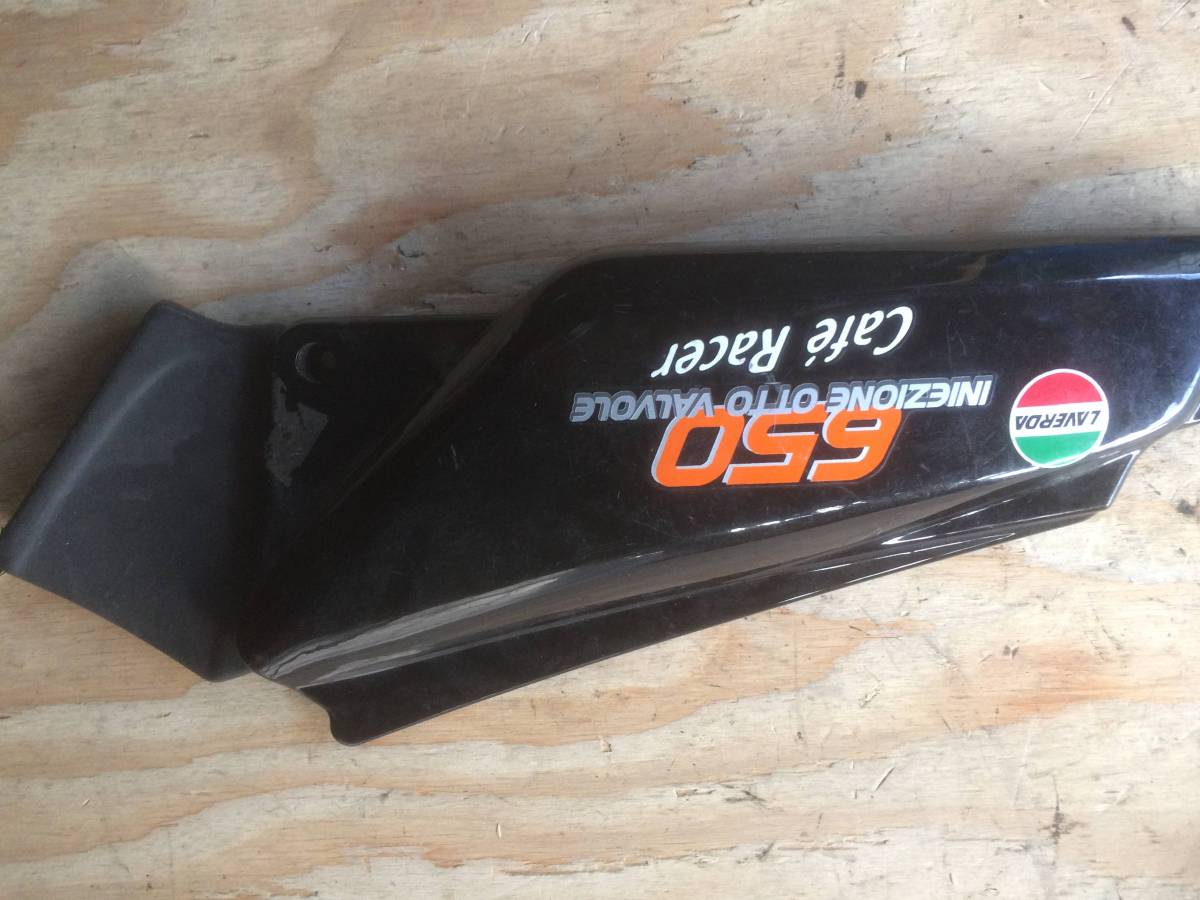 LAVERDA
650
INIEZIONE OTTO VALVOLE
Café Racer